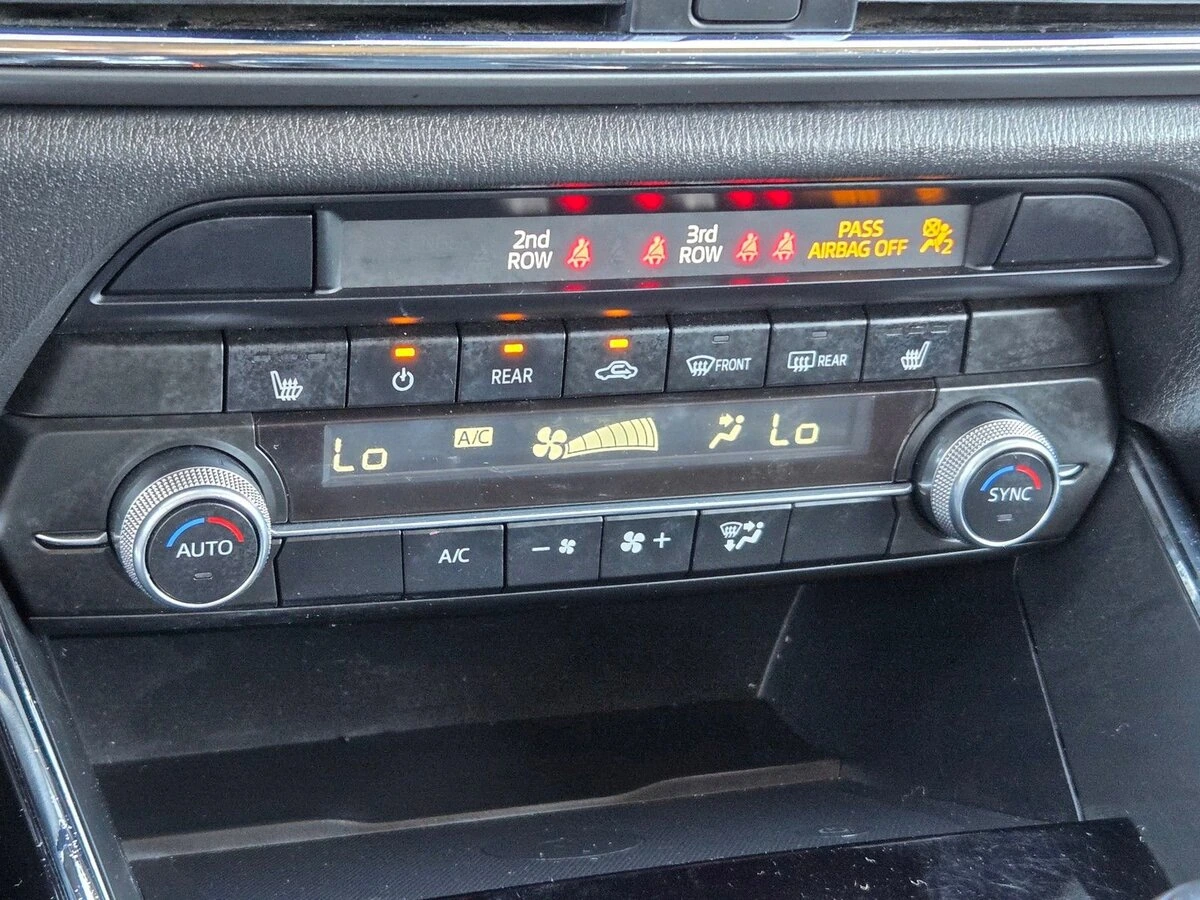 2nd
ROW
3rd
ROW
PASS
AIRBAG OFF
2
REAR
FRONT
REAR
Lo
A/C
Lo
AUTO
A/C
−
+
SYNC